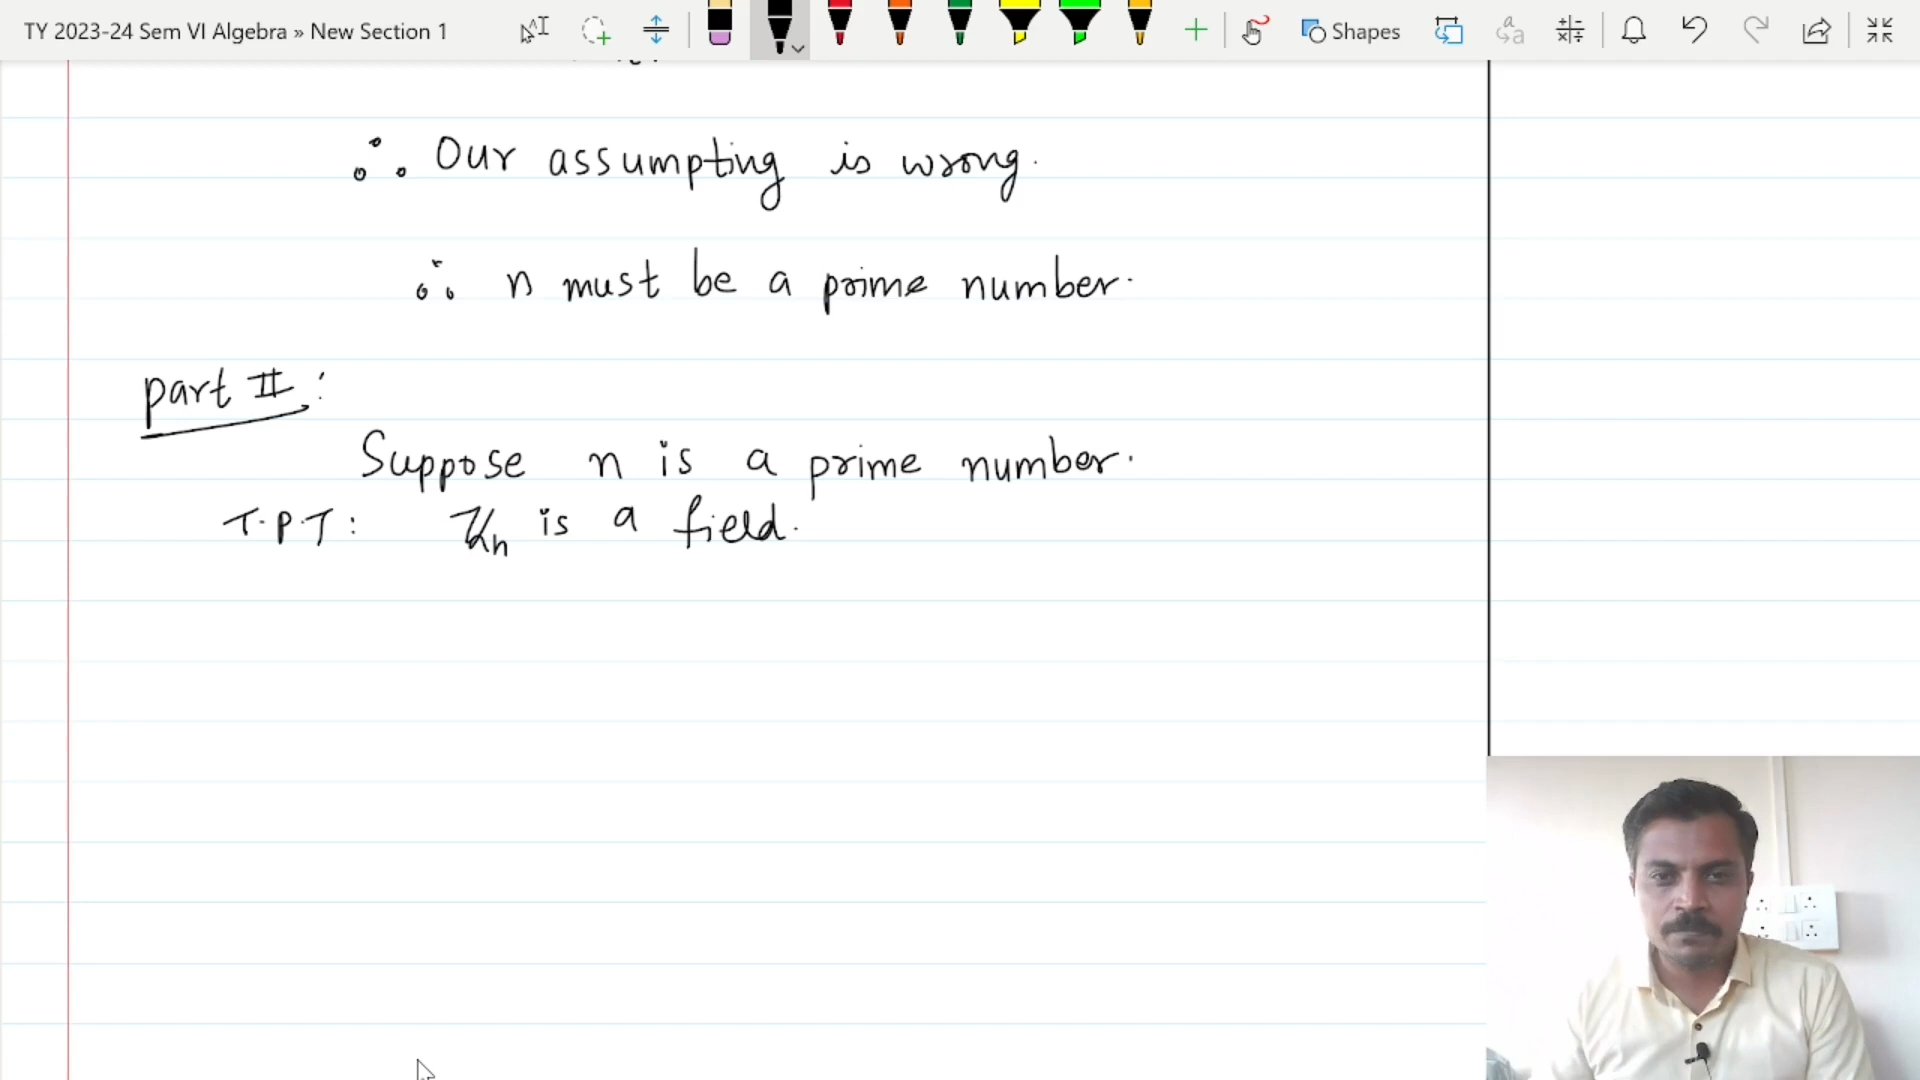 TY 2023-24 Sem VI Algebra » New Section 1
Shapes
∴ Our assumpting is wrong.
∴ n must be a prime number.
part II :
Suppose n is a prime number.
T.P.T : ℤn is a field.